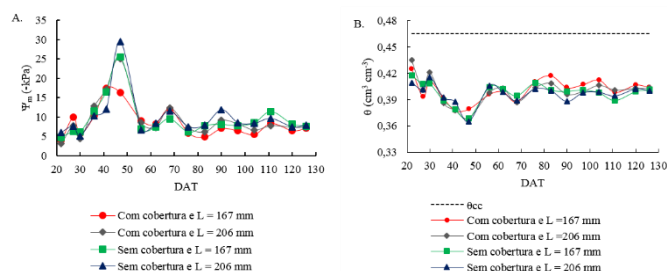 A.
35
30
25
20
15
10
5
0
Ψm (-kPa)
20 30 40 50 60 70 80 90 100 110 120 130
DAT
Com cobertura e L = 167 mm
Com cobertura e L = 206 mm
Sem cobertura e L = 167 mm
Sem cobertura e L = 206 mm
B.
0,48
0,45
0,42
0,39
0,36
0,33
θ (cm³ cm⁻³)
20 30 40 50 60 70 80 90 100 110 120 130
DAT
θcc
Com cobertura e L =167 mm
Com cobertura e L =206 mm
Sem cobertura e L = 167 mm
Sem cobertura e L = 206 mm